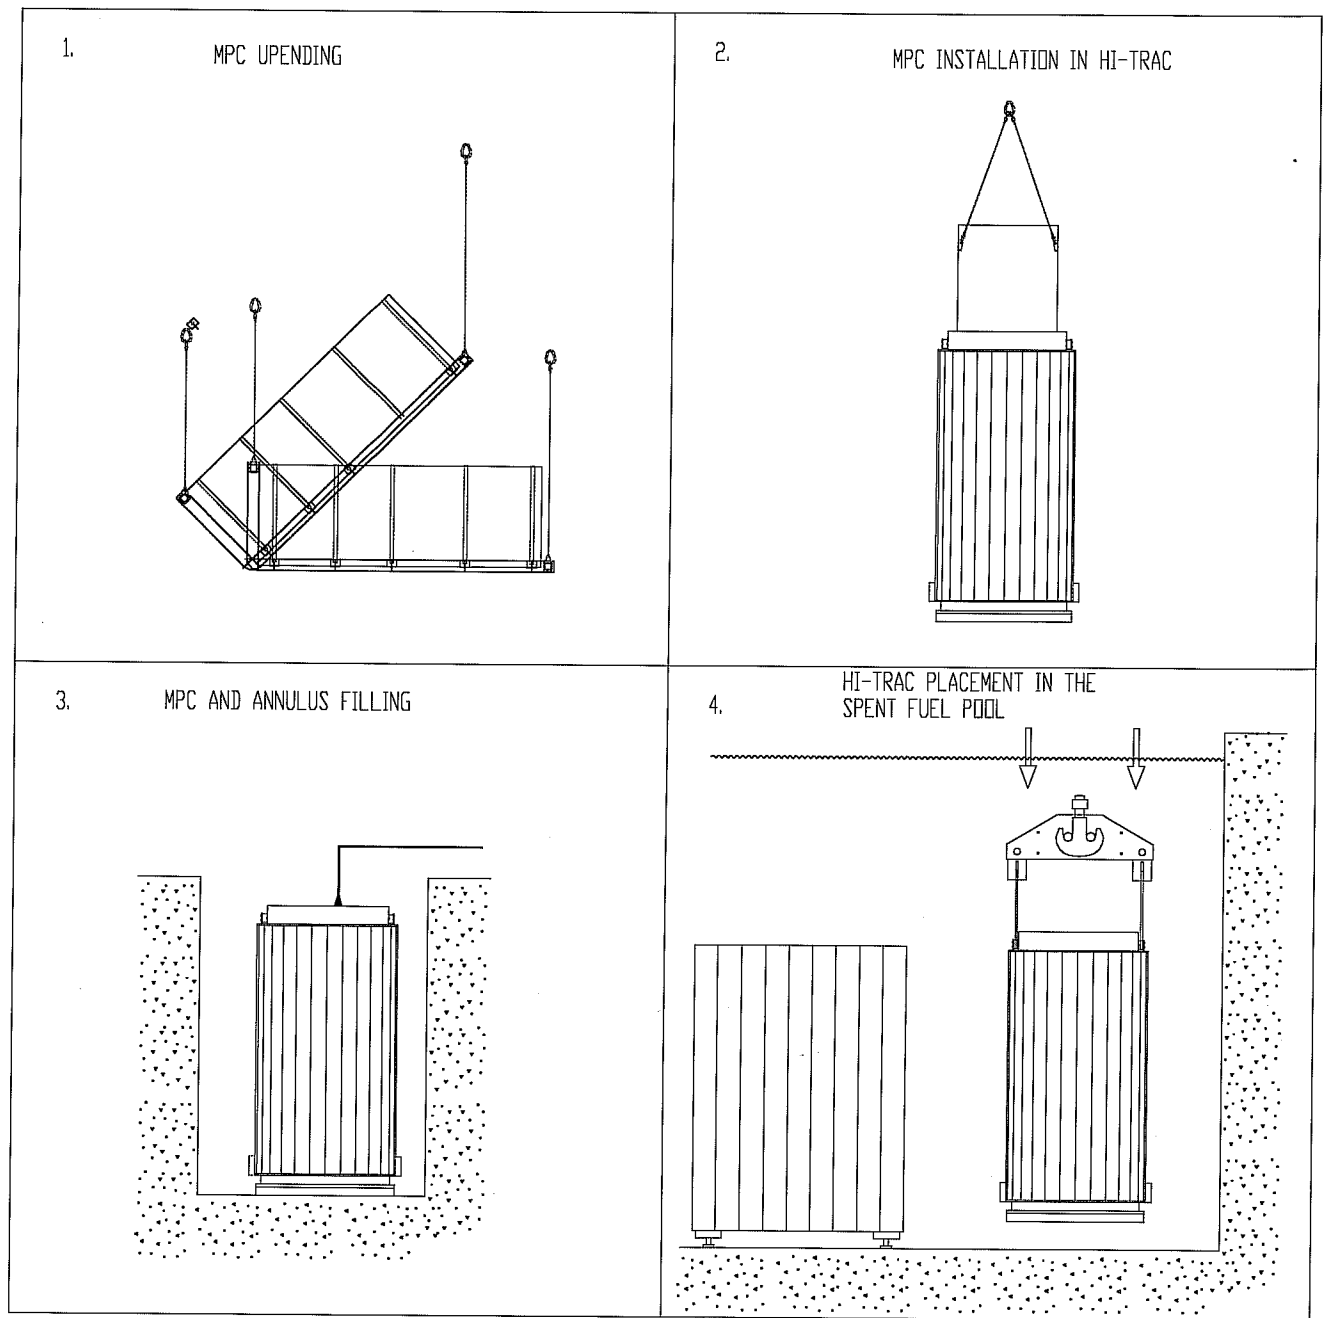 1.
MPC UPENDING
2.
MPC INSTALLATION IN HI-TRAC
3.
MPC AND ANNULUS FILLING
4.
HI-TRAC PLACEMENT IN THE
SPENT FUEL POOL